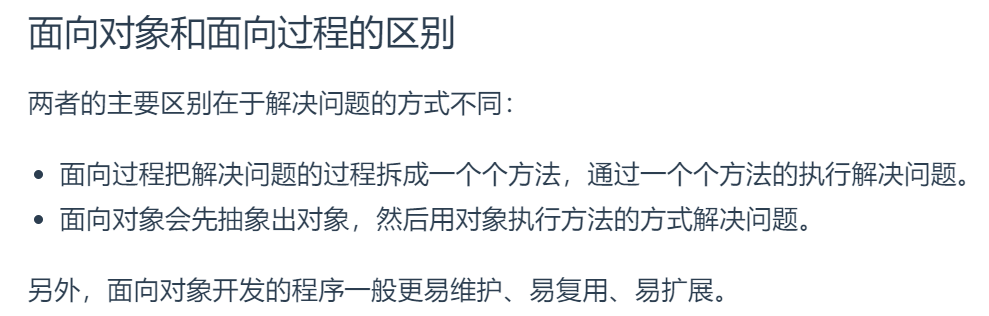 面向对象和面向过程的区别
两者的主要区别在于解决问题的方式不同：
• 面向过程把解决问题的过程拆成一个个方法，通过一个个方法的执行解决问题。
• 面向对象会先抽象出对象，然后用对象执行方法的方式解决问题。
另外，面向对象开发的程序一般更易维护、易复用、易扩展。